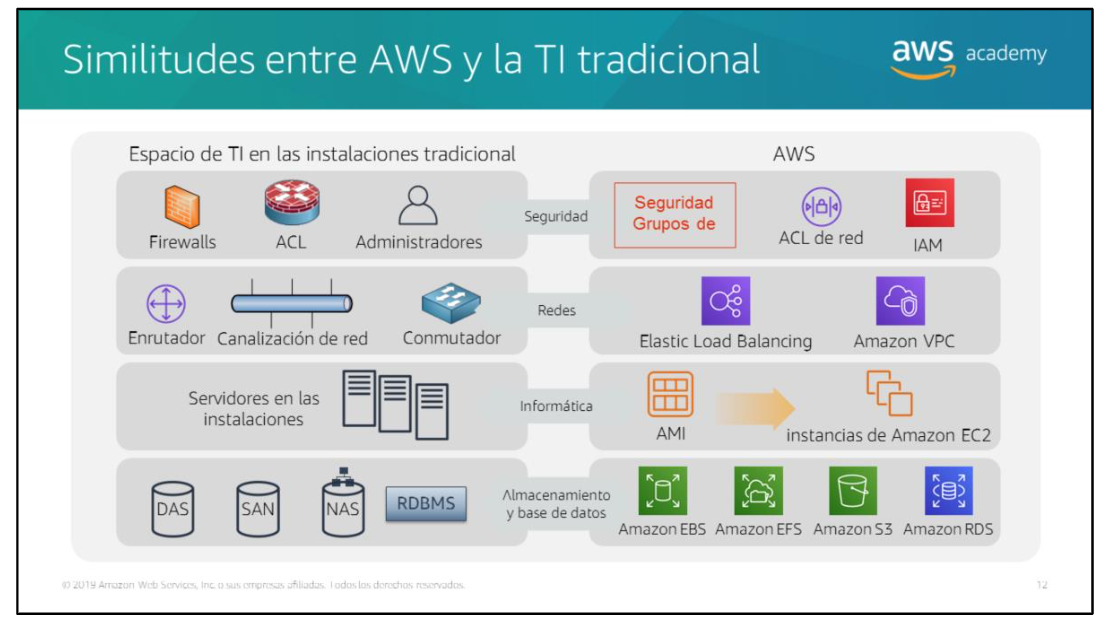 Similitudes entre AWS y la TI tradicional
aws academy
Espacio de TI en las instalaciones tradicional
AWS
Firewalls
ACL
Administradores
Seguridad
Seguridad
Grupos de
ACL de red
IAM
Enrutador
Canalización de red
Conmutador
Redes
Elastic Load Balancing
Amazon VPC
Servidores en las
instalaciones
Informática
AMI
instancias de Amazon EC2
DAS
SAN
NAS
RDBMS
Almacenamiento
y base de datos
Amazon EBS
Amazon EFS
Amazon S3
Amazon RDS
© 2019 Amazon Web Services, Inc. o sus empresas afiliadas. Todos los derechos reservados.
12